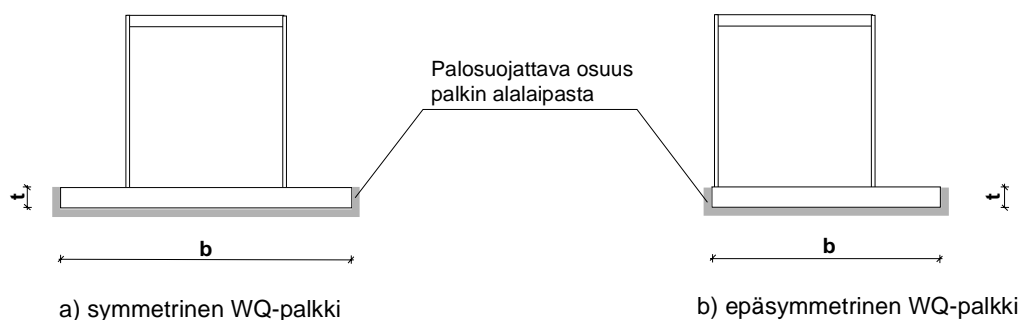 Palosuojattava osuus
palkin alalaipasta
t
t
b
b
a) symmetrinen WQ-palkki
b) epäsymmetrinen WQ-palkki